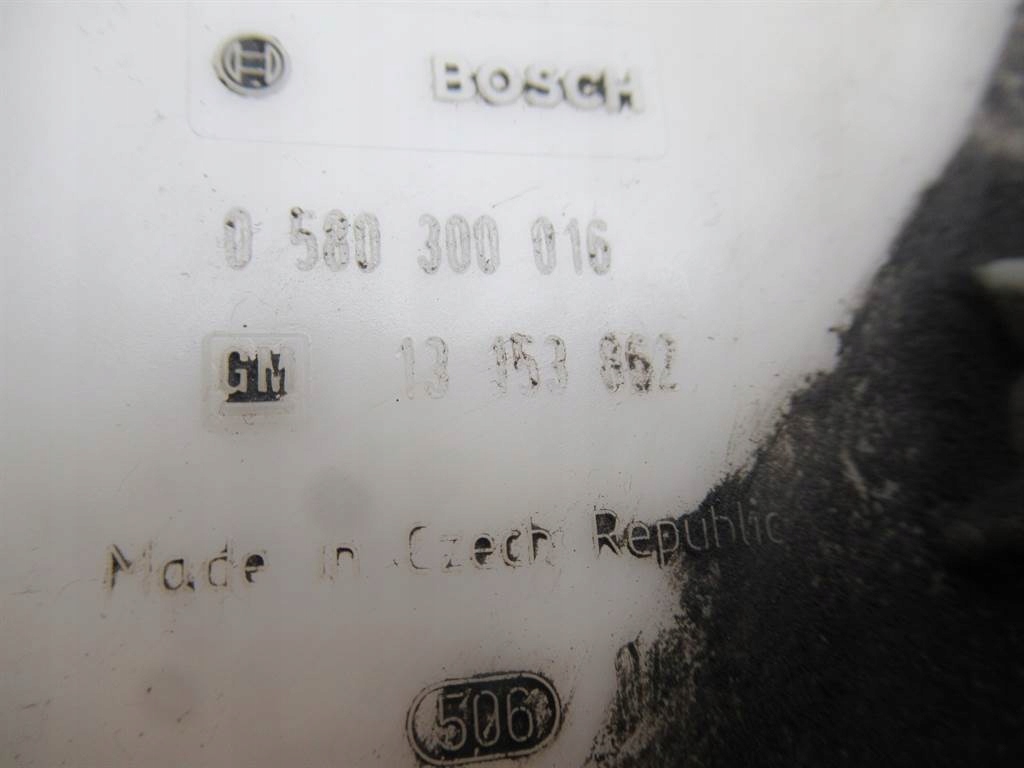 BOSCH
0 580 300 016
GM 13 153 862
Made in Czech Republic
506